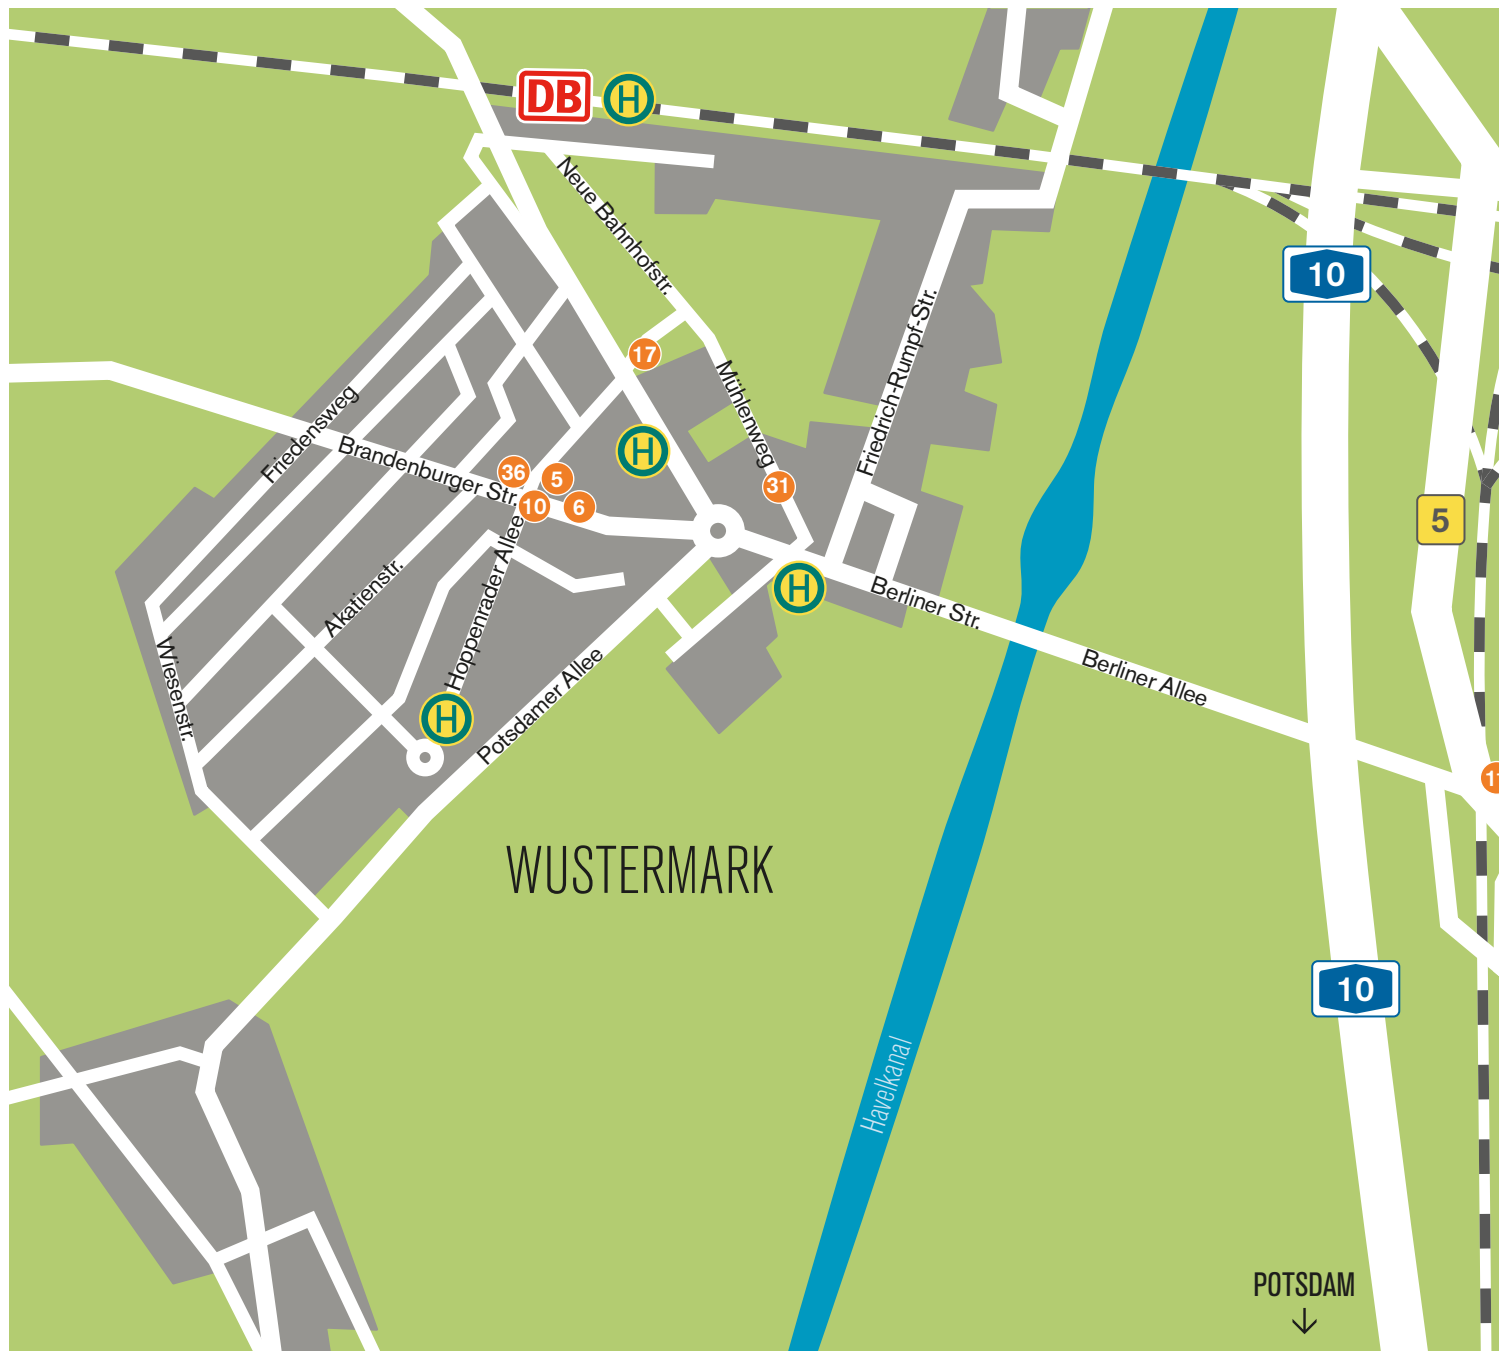 DB
H
Neue Bahnhofstr.
10
17
Friedrich-Rumpf-Str.
Mühlenweg
Friedensweg
Brandenburger Str.
H
36
5
31
10
6
5
Akatienstr.
Hoppenrader Allee
H
Berliner Str.
Wiesenstr.
Potsdamer Allee
Berliner Allee
H
WUSTERMARK
10
Havelkanal
POTSDAM